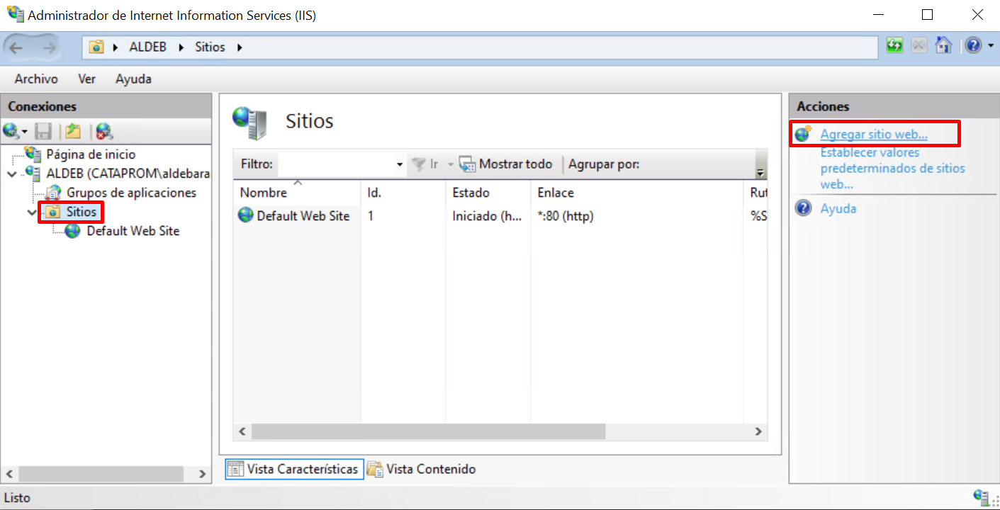 Administrador de Internet Information Services (IIS)
ALDEB Sitios
Archivo Ver Ayuda
Conexiones
Página de inicio
ALDEB (CATAPROM\aldebara
Grupos de aplicaciones
Sitios
Default Web Site
Sitios
Filtro: Ir Mostrar todo Agrupar por:
Nombre Id. Estado Enlace Rut
Default Web Site 1 Iniciado (h... *:80 (http) %S
Vista Características Vista Contenido
Acciones
Agregar sitio web...
Establecer valores
predeterminados de sitios
web...
Ayuda
Listo